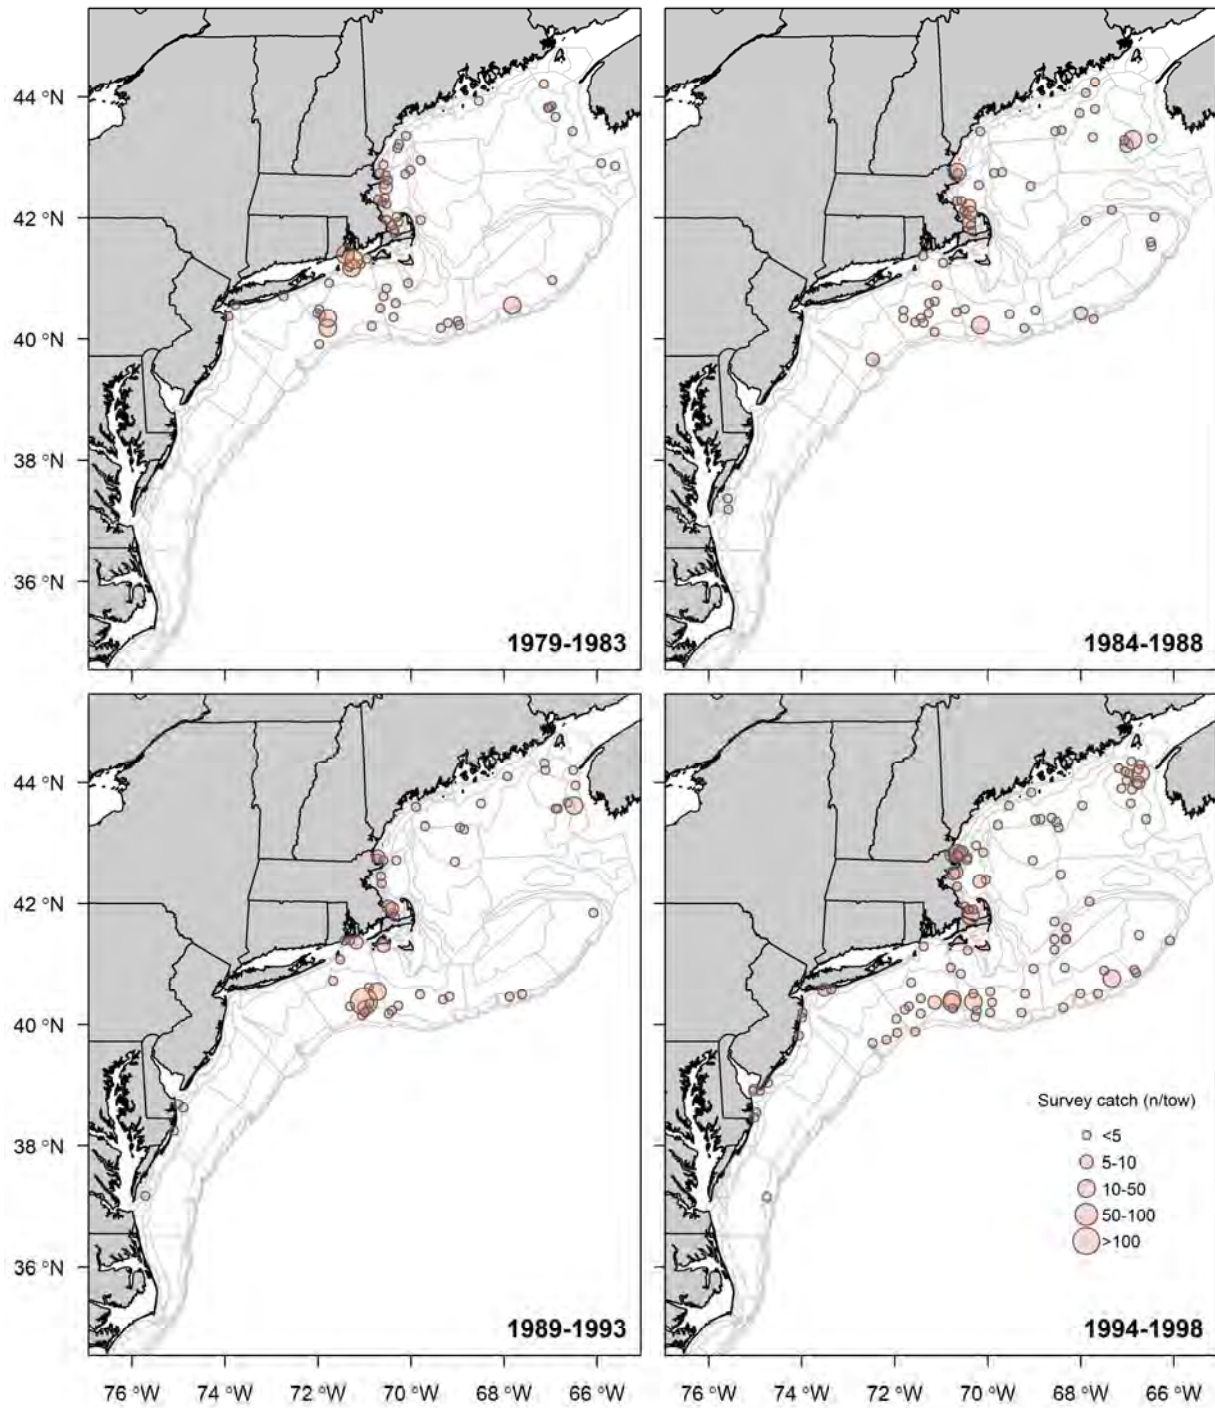 44 °N
42 °N
40 °N
38 °N
36 °N
1979-1983
1984-1988
44 °N
42 °N
40 °N
38 °N
36 °N
Survey catch (n/tow)
<5
5-10
10-50
50-100
>100
1989-1993
1994-1998
76 °W 74 °W 72 °W 70 °W 68 °W 66 °W
76 °W 74 °W 72 °W 70 °W 68 °W 66 °W